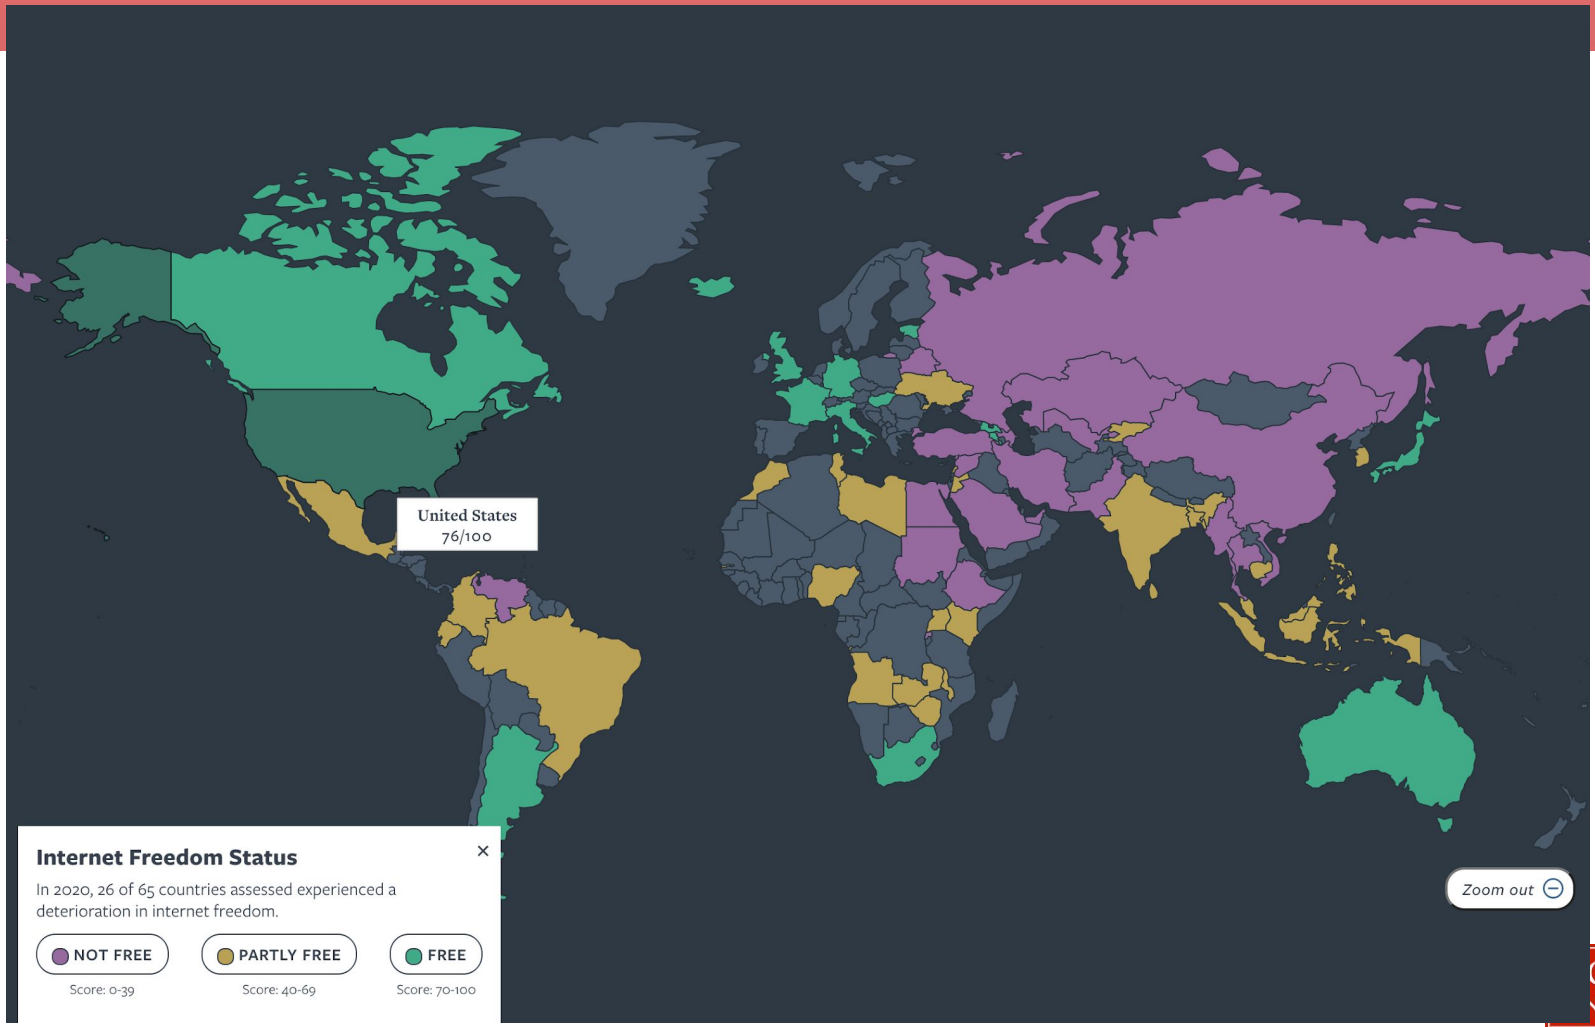 United States
76/100
Internet Freedom Status
×
In 2020, 26 of 65 countries assessed experienced a
deterioration in internet freedom.
NOT FREE
PARTLY FREE
FREE
Score: 0-39
Score: 40-69
Score: 70-100
Zoom out